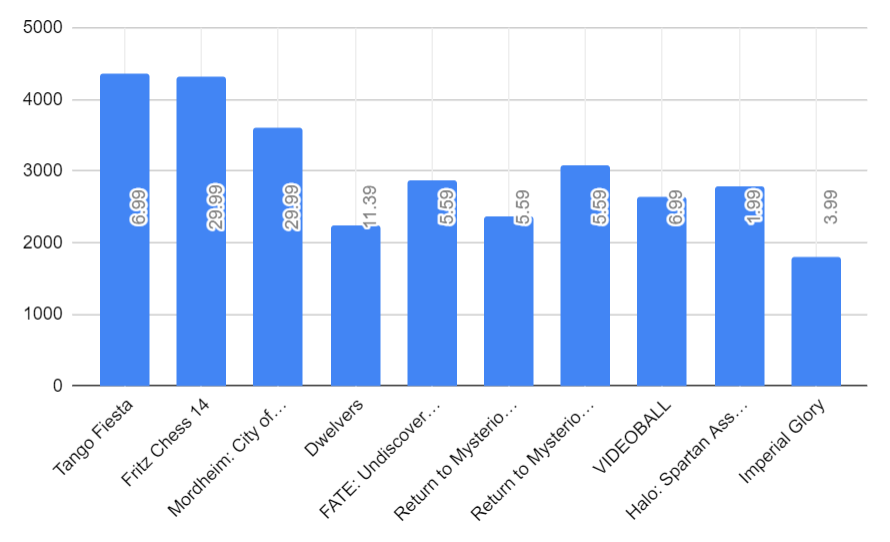 5000
4000
3000
2000
1000
0
6.99
29.99
29.99
11.39
5.59
5.59
5.59
6.99
1.99
3.99
Tango Fiesta
Fritz Chess 14
Mordheim: City of…
Dwelvers
FATE: Undiscover…
Return to Mysterio…
Return to Mysterio…
VIDEOBALL
Halo: Spartan Ass…
Imperial Glory